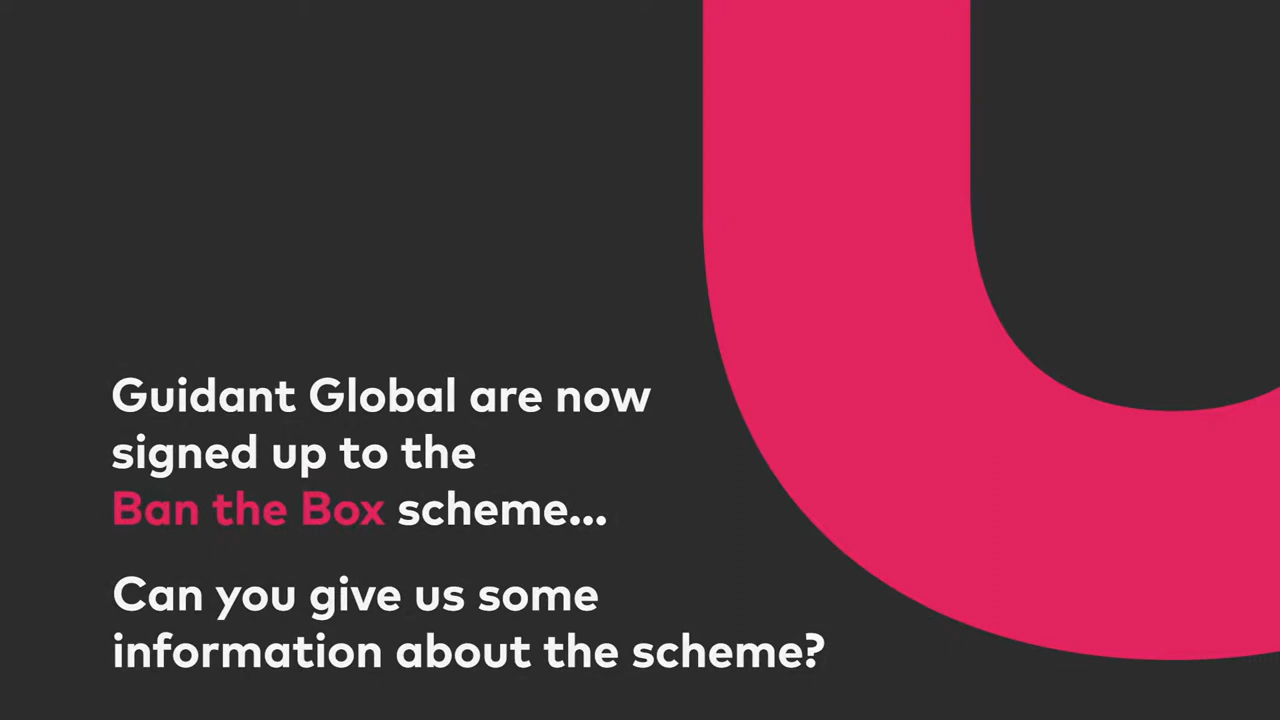 Guidant Global are now
signed up to the
Ban the Box scheme...
Can you give us some
information about the scheme?